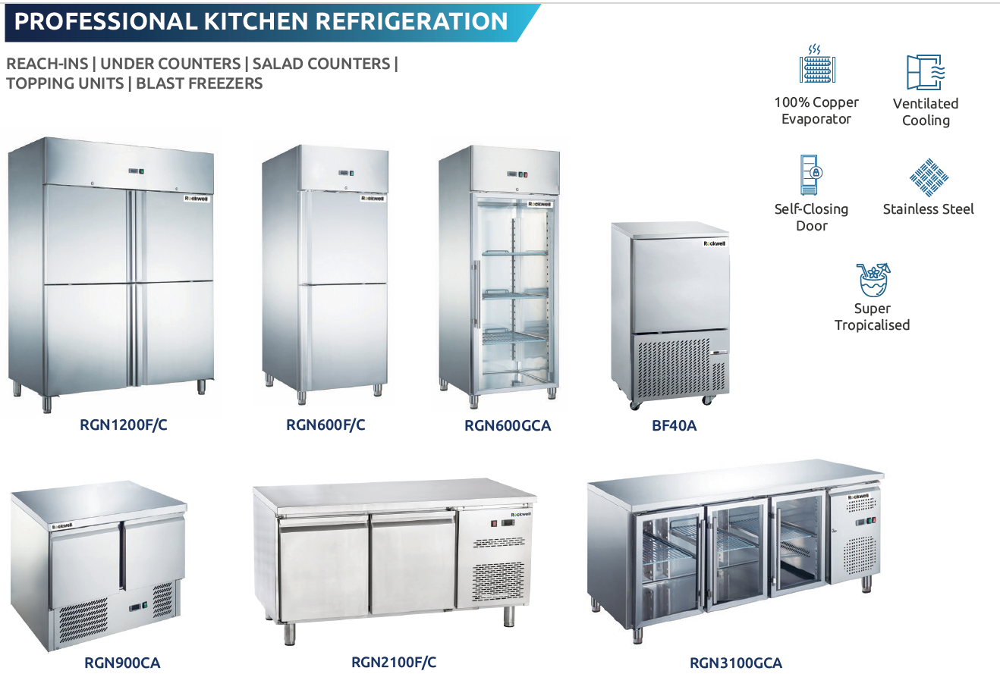 PROFESSIONAL KITCHEN REFRIGERATION
REACH-INS | UNDER COUNTERS | SALAD COUNTERS |
TOPPING UNITS | BLAST FREEZERS
100% Copper
Evaporator
Ventilated
Cooling
Self-Closing
Door
Stainless Steel
Super
Tropicalised
Rockwell
Rockwell
Rockwell
Rockwell
RGN1200F/C
RGN600F/C
RGN600GCA
BF40A
Rockwell
Rockwell
Rockwell
RGN900CA
RGN2100F/C
RGN3100GCA